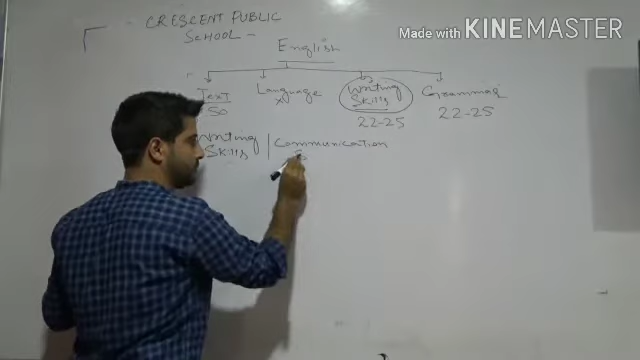 Made with KINEMASTER
CRESCENT PUBLIC
SCHOOL -
English
Text Language Writing Skills Grammar
50 22-25 22-25
Writing Skills | Communication